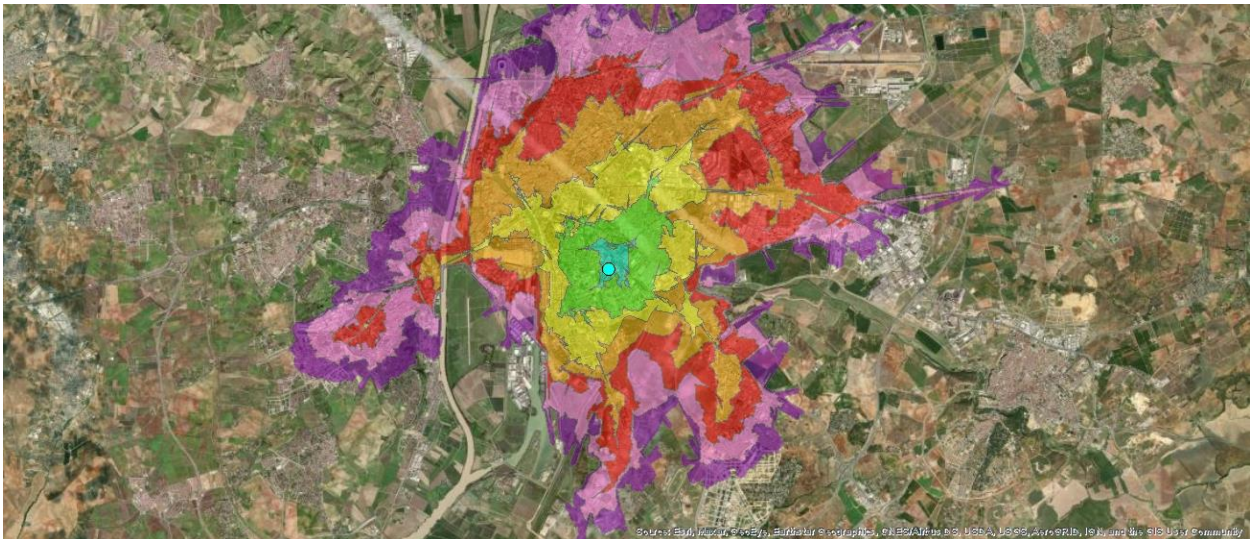 Source: Esri, Maxar, GeoEye, Earthstar Geographics, CNES/Airbus DS, USDA, USGS, AeroGRID, IGN, and the GIS User Community